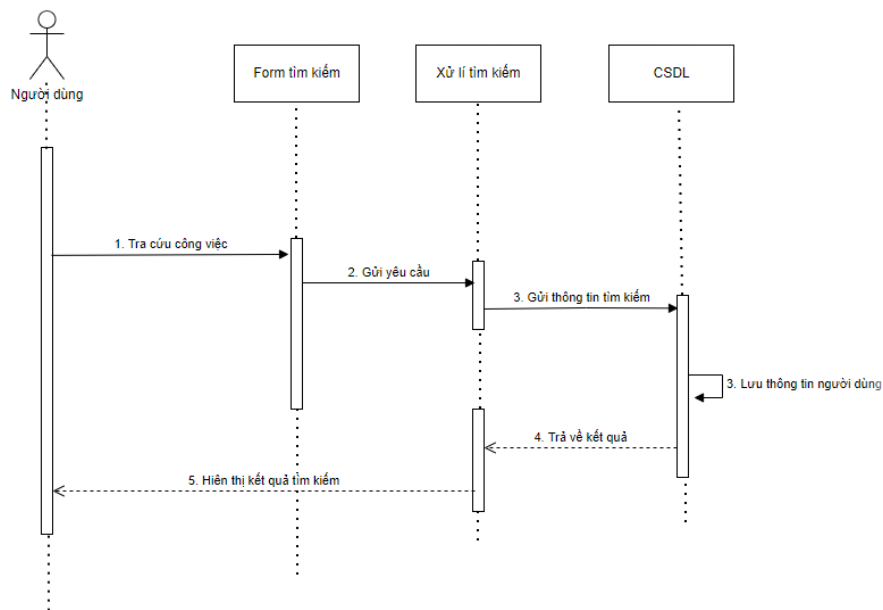 Người dùng
Form tìm kiếm
Xử lí tìm kiếm
CSDL
1. Tra cứu công việc
2. Gửi yêu cầu
3. Gửi thông tin tìm kiếm
3. Lưu thông tin người dùng
4. Trả về kết quả
5. Hiên thị kết quả tìm kiếm